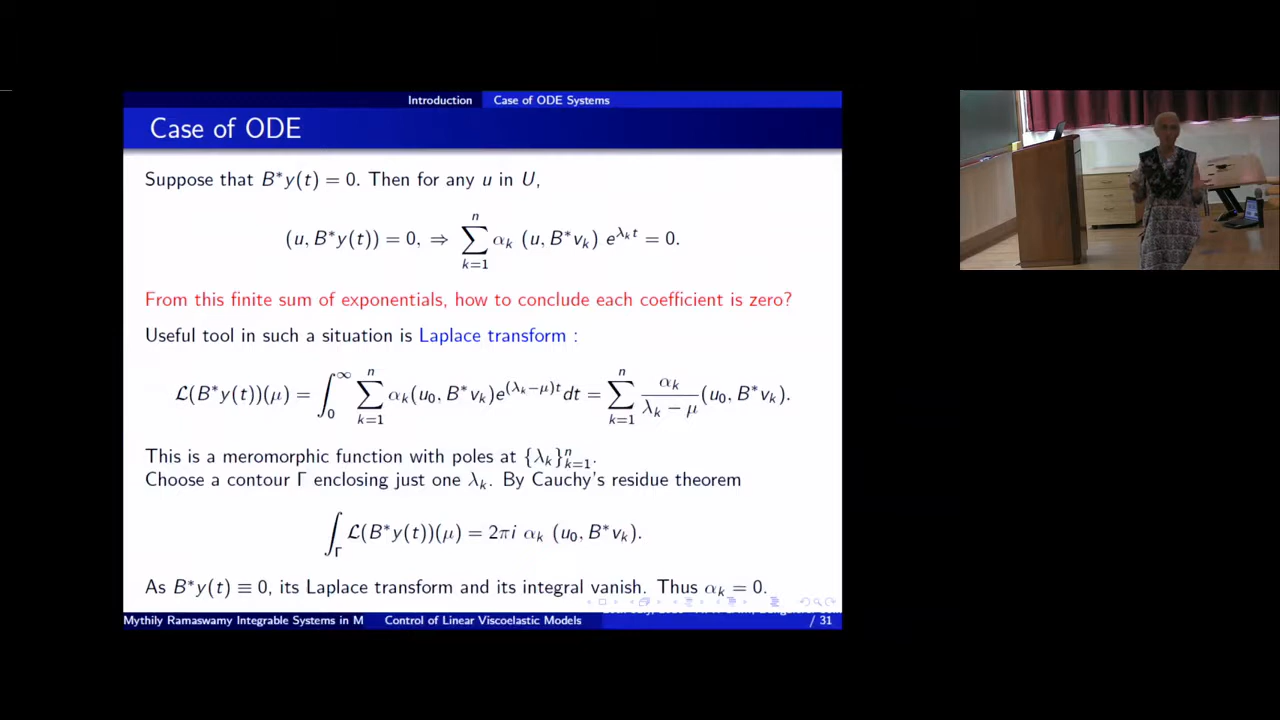 Introduction Case of ODE Systems
Case of ODE
Suppose that B*y(t) = 0. Then for any u in U,
(u, B*y(t)) = 0, ⇒ ∑_{k=1}^{n} α_k (u, B*v_k) e^{λ_k t} = 0.
From this finite sum of exponentials, how to conclude each coefficient is zero?
Useful tool in such a situation is Laplace transform :
ℒ(B*y(t))(μ) = ∫_0^∞ ∑_{k=1}^{n} α_k(u_0, B*v_k)e^{(λ_k−μ)t}dt = ∑_{k=1}^{n} \frac{α_k}{λ_k − μ}(u_0, B*v_k).
This is a meromorphic function with poles at {λ_k}_{k=1}^{n}.
Choose a contour Γ enclosing just one λ_k. By Cauchy's residue theorem
∫_Γ ℒ(B*y(t))(μ) = 2πi α_k (u_0, B*v_k).
As B*y(t) ≡ 0, its Laplace transform and its integral vanish. Thus α_k = 0.
Mythily Ramaswamy Integrable Systems in M Control of Linear Viscoelastic Models / 31